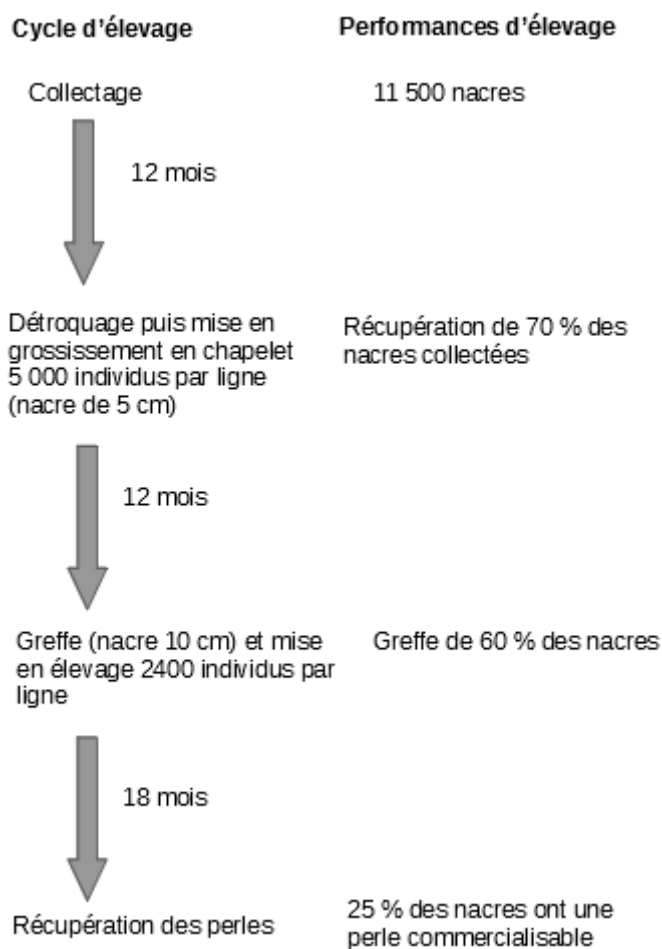 Cycle d'élevage
Performances d'élevage
Collectage
11 500 nacres
12 mois
Détroquage puis mise en
grossissement en chapelet
5 000 individus par ligne
(nacre de 5 cm)
Récupération de 70 % des
nacres collectées
12 mois
Greffe (nacre 10 cm) et mise
en élevage 2400 individus par
ligne
Greffe de 60 % des nacres
18 mois
Récupération des perles
25 % des nacres ont une
perle commercialisable